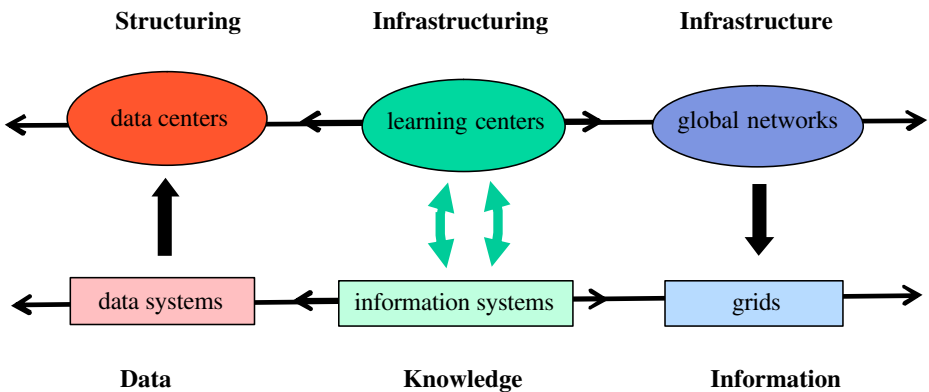 Structuring Infrastructuring Infrastructure
data centers learning centers global networks
data systems information systems grids
Data Knowledge Information